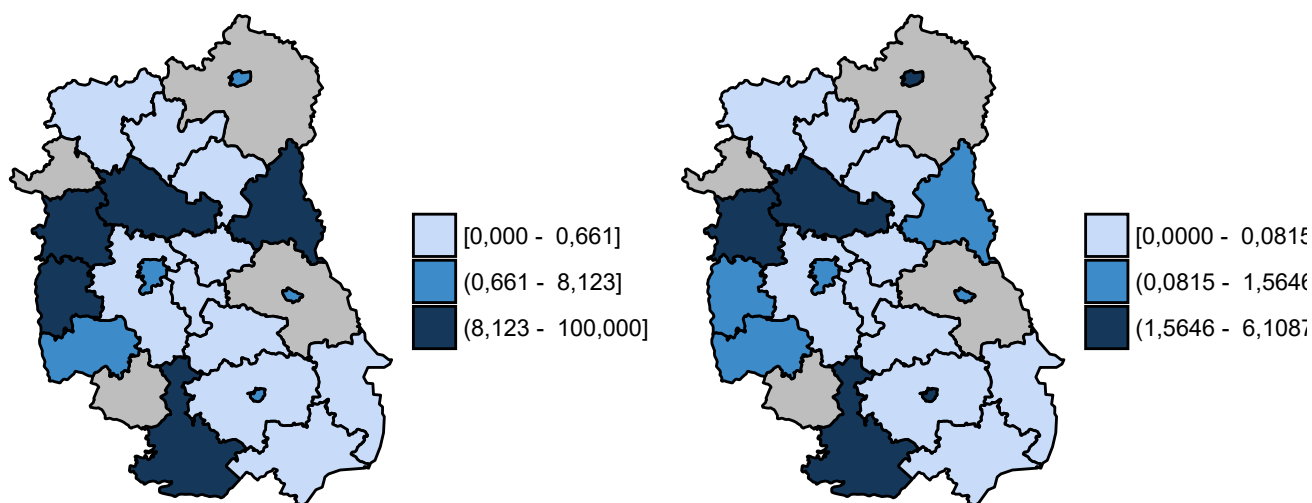 [0,000 - 0,661]
(0,661 - 8,123]
(8,123 - 100,000]
[0,0000 - 0,0815
(0,0815 - 1,5646
(1,5646 - 6,1087